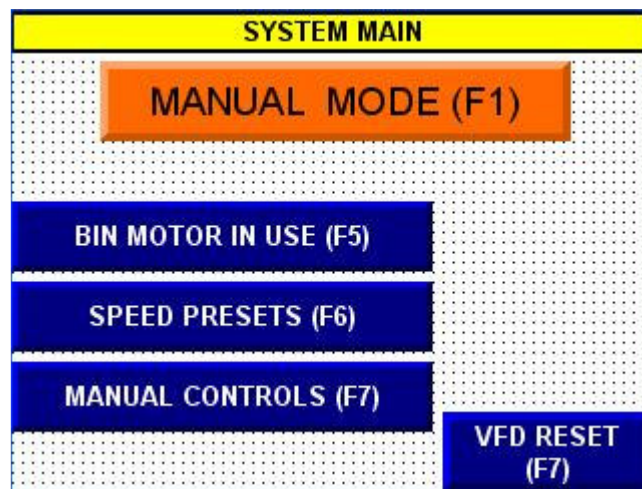 SYSTEM MAIN
MANUAL MODE (F1)
BIN MOTOR IN USE (F5)
SPEED PRESETS (F6)
MANUAL CONTROLS (F7)
VFD RESET
(F7)